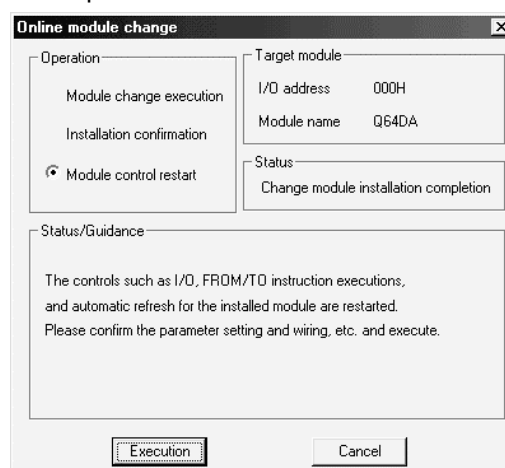 Online module change
Operation
Module change execution
Installation confirmation
Module control restart
Target module
I/O address 000H
Module name Q64DA
Status
Change module installation completion
Status/Guidance
The controls such as I/O, FROM/TO instruction executions,
and automatic refresh for the installed module are restarted.
Please confirm the parameter setting and wiring, etc. and execute.
Execution Cancel